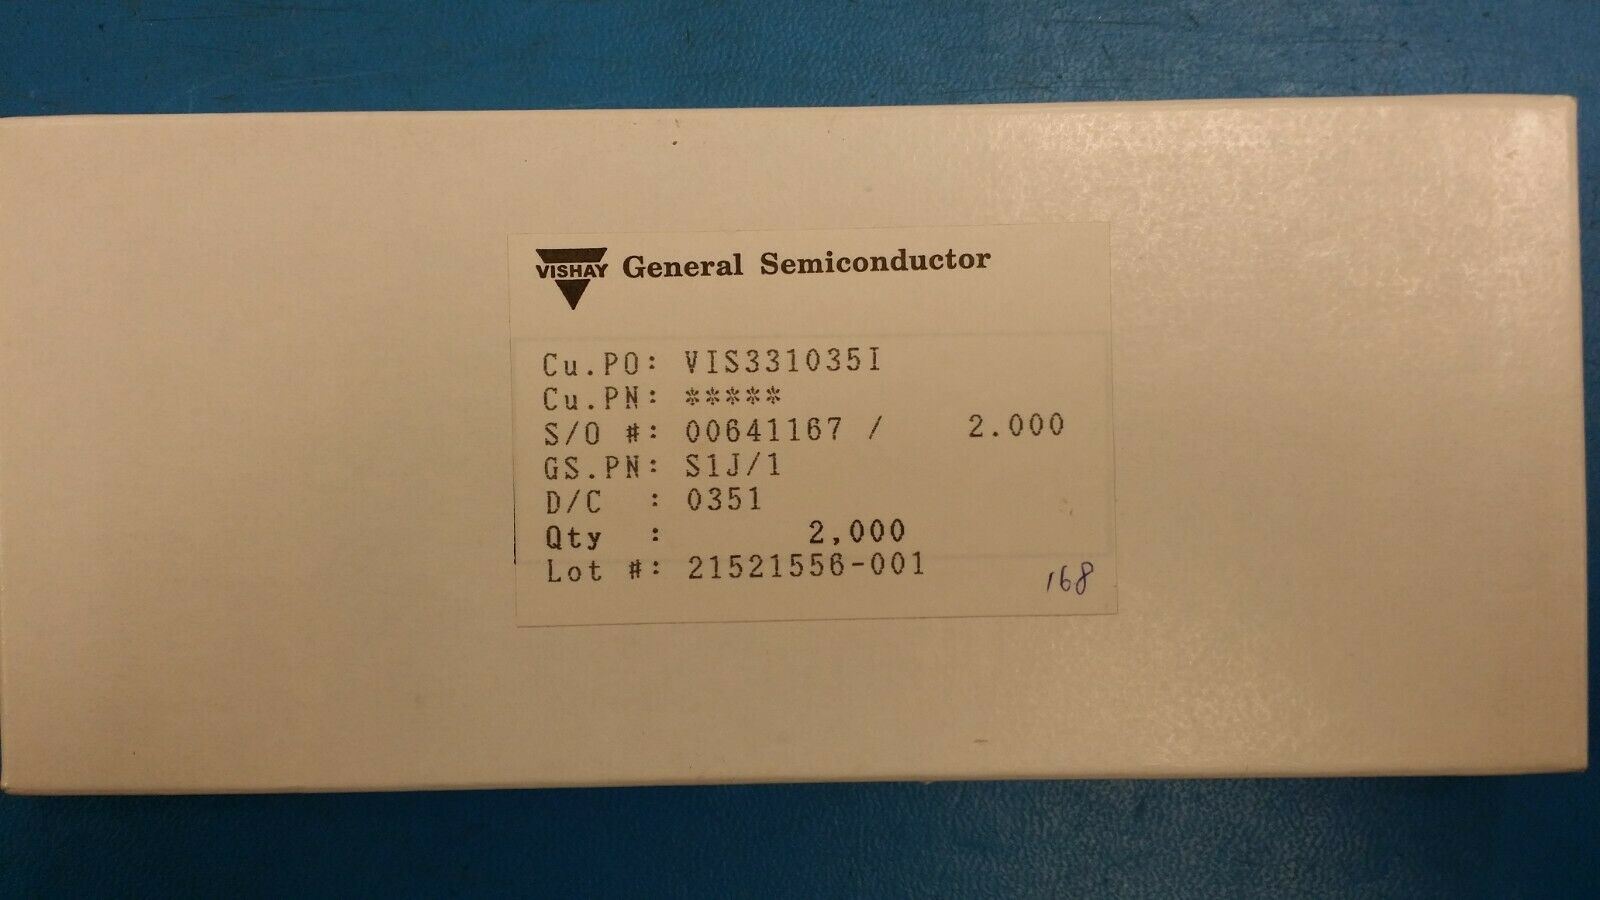 VISHAY General Semiconductor
Cu.PO: VIS331035I
Cu.PN: *****
S/O #: 00641167 / 2.000
GS.PN: S1J/1
D/C : 0351
Qty : 2,000
Lot #: 21521556-001
168